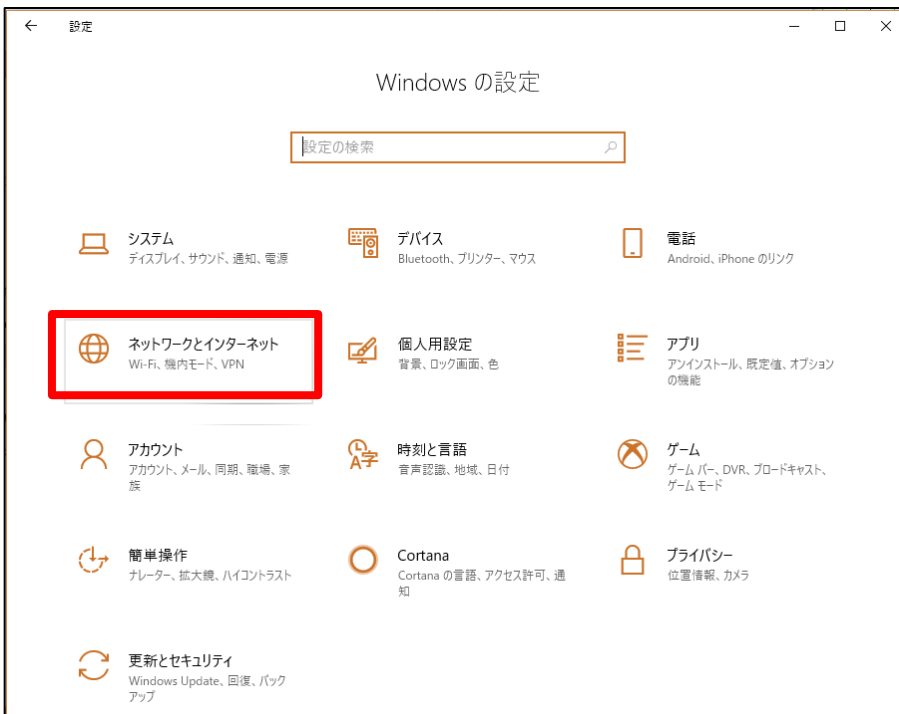 設定
Windows の設定
設定の検索
システム
ディスプレイ、サウンド、通知、電源
デバイス
Bluetooth、プリンター、マウス
電話
Android、iPhone のリンク
ネットワークとインターネット
Wi-Fi、機内モード、VPN
個人用設定
背景、ロック画面、色
アプリ
アンインストール、既定値、オプション
の機能
アカウント
アカウント、メール、同期、職場、家
族
時刻と言語
音声認識、地域、日付
ゲーム
ゲーム バー、DVR、ブロードキャスト、
ゲーム モード
簡単操作
ナレーター、拡大鏡、ハイコントラスト
Cortana
Cortana の言語、アクセス許可、通
知
プライバシー
位置情報、カメラ
更新とセキュリティ
Windows Update、回復、バック
アップ